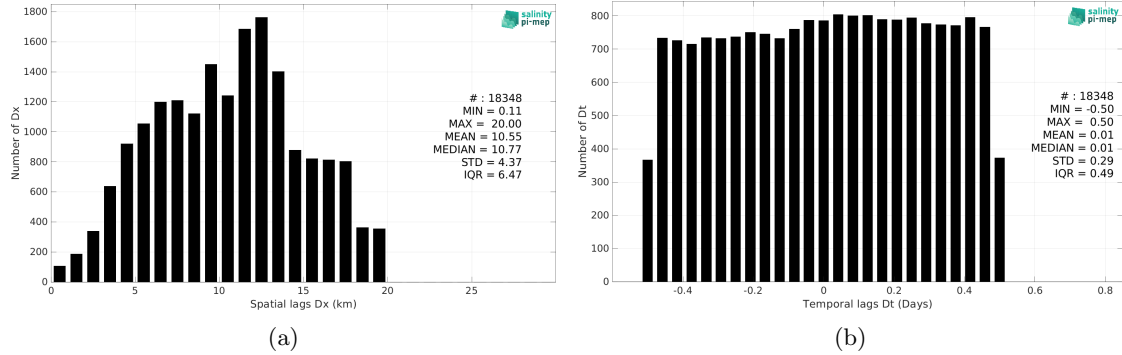 1800
1600
1400
1200
1000
800
600
400
200
0
Number of Dx
0 5 10 15 20 25
Spatial lags Dx (km)
salinity
pi-mep
# : 18348
MIN = 0.11
MAX = 20.00
MEAN = 10.55
MEDIAN = 10.77
STD = 4.37
IQR = 6.47
(a)
800
700
600
500
400
300
200
100
0
Number of Dt
-0.4 -0.2 0 0.2 0.4 0.6 0.8
Temporal lags Dt (Days)
salinity
pi-mep
# : 18348
MIN = -0.50
MAX = 0.50
MEAN = 0.01
MEDIAN = 0.01
STD = 0.29
IQR = 0.49
(b)